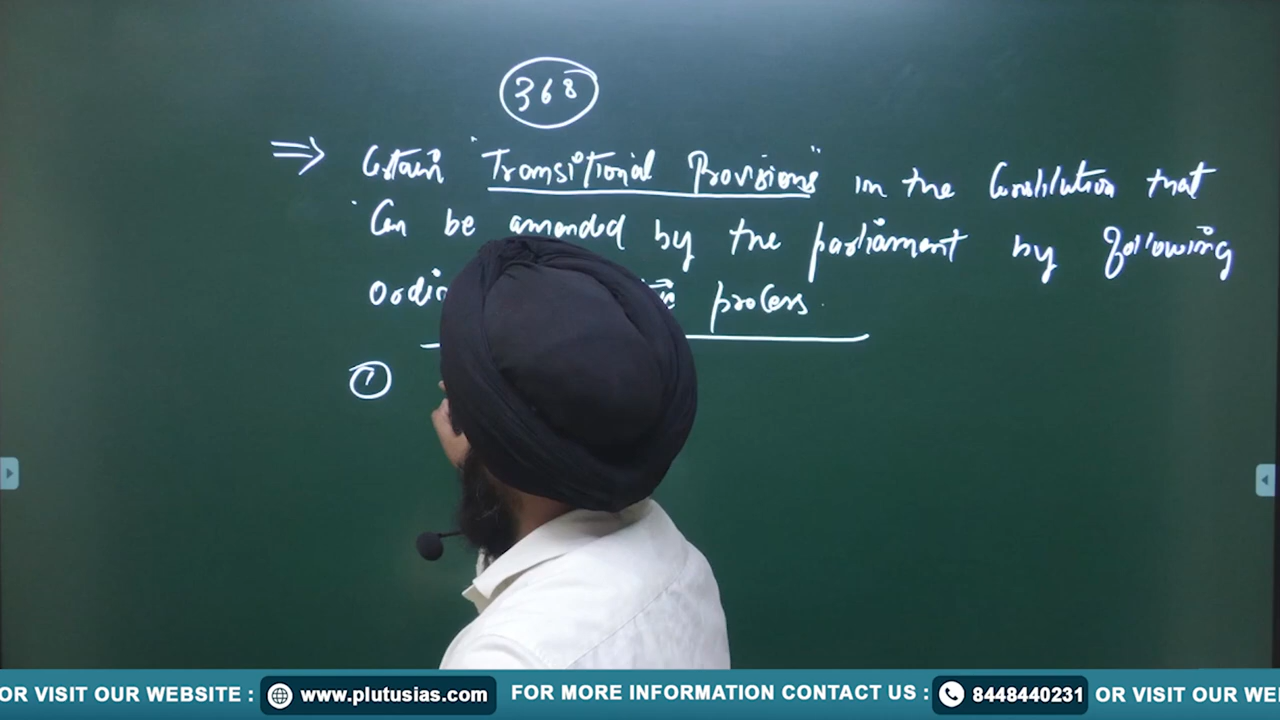 368
⇒ Certain "Transitional Provisions" in the Constitution that
Can be amended by the parliament by following
process.
①
OR VISIT OUR WEBSITE : www.plutusias.com FOR MORE INFORMATION CONTACT US : 8448440231 OR VISIT OUR WE